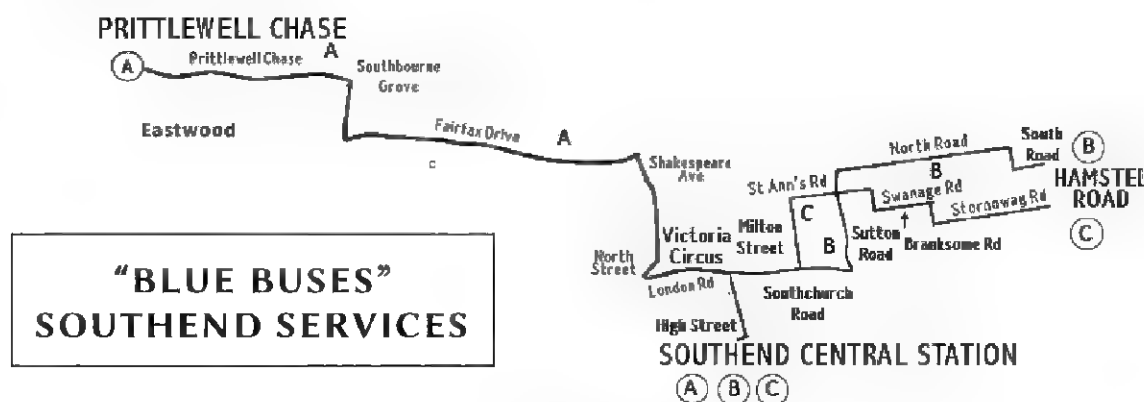 PRITTLEWELL CHASE
A
Prittlewell Chase
A
Southbourne
Grove
Eastwood
Fairfax Drive
A
c
Shakespeare
Ave
North Road
South
Road
B
B
St Ann's Rd
Swanage Rd
HAMSTEL
ROAD
Stornoway Rd
C
C
Milton
Street
B
Sutton
Road
Branksome Rd
Victoria
Circus
North
Street
London Rd
Southchurch
Road
High Street
"BLUE BUSES"
SOUTHEND SERVICES
SOUTHEND CENTRAL STATION
A B C